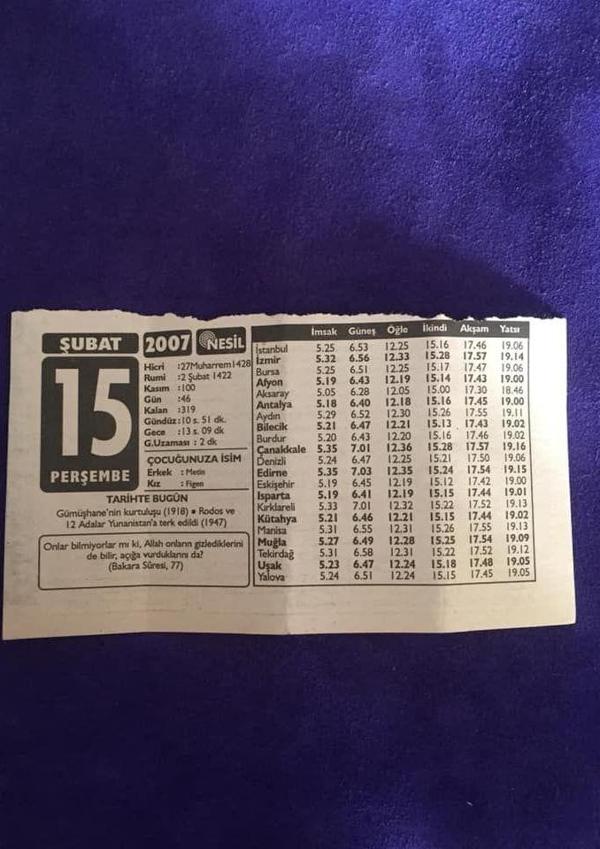 ŞUBAT 2007 NESİL
15
PERŞEMBE
Hicri :27Muharrem1428
Rumi :2 Şubat 1422
Kasım :100
Gün :46
Kalan :319
Gündüz:10 s. 51 dk.
Gece :13 s. 09 dk
G.Uzaması : 2 dk
ÇOCUĞUNUZA İSİM
Erkek : Metin
Kız : Figen
TARİHTE BUGÜN
Gümüşhane'nin kurtuluşu (1918) • Rodos ve
12 Adalar Yunanistan'a terk edildi (1947)
Onlar bilmiyorlar mı ki, Allah onların gizlediklerini
de bilir, açığa vurduklarını da?
(Bakara Sûresi, 77)
İmsak Güneş Öğle İkindi Akşam Yatsı
İstanbul 5.25 6.53 12.25 15.16 17.46 19.06
İzmir 5.32 6.56 12.33 15.28 17.57 19.14
Bursa 5.25 6.51 12.25 15.17 17.47 19.06
Afyon 5.19 6.43 12.19 15.14 17.43 19.00
Aksaray 5.05 6.28 12.05 15.00 17.30 18.46
Antalya 5.18 6.40 12.18 15.16 17.45 19.00
Aydın 5.29 6.52 12.30 15.26 17.55 19.11
Bilecik 5.21 6.47 12.21 15.13 17.43 19.02
Burdur 5.20 6.43 12.20 15.16 17.46 19.02
Çanakkale 5.35 7.01 12.36 15.28 17.57 19.16
Denizli 5.24 6.47 12.25 15.21 17.50 19.06
Edirne 5.35 7.03 12.35 15.24 17.54 19.15
Eskişehir 5.19 6.45 12.19 15.12 17.42 19.00
Isparta 5.19 6.41 12.19 15.15 17.44 19.01
Kırklareli 5.33 7.01 12.32 15.22 17.52 19.13
Kütahya 5.21 6.46 12.21 15.15 17.44 19.02
Manisa 5.31 6.55 12.31 15.26 17.55 19.13
Muğla 5.27 6.49 12.28 15.25 17.54 19.09
Tekirdağ 5.31 6.58 12.31 15.22 17.52 19.12
Uşak 5.23 6.47 12.24 15.18 17.48 19.05
Yalova 5.24 6.51 12.24 15.15 17.45 19.05